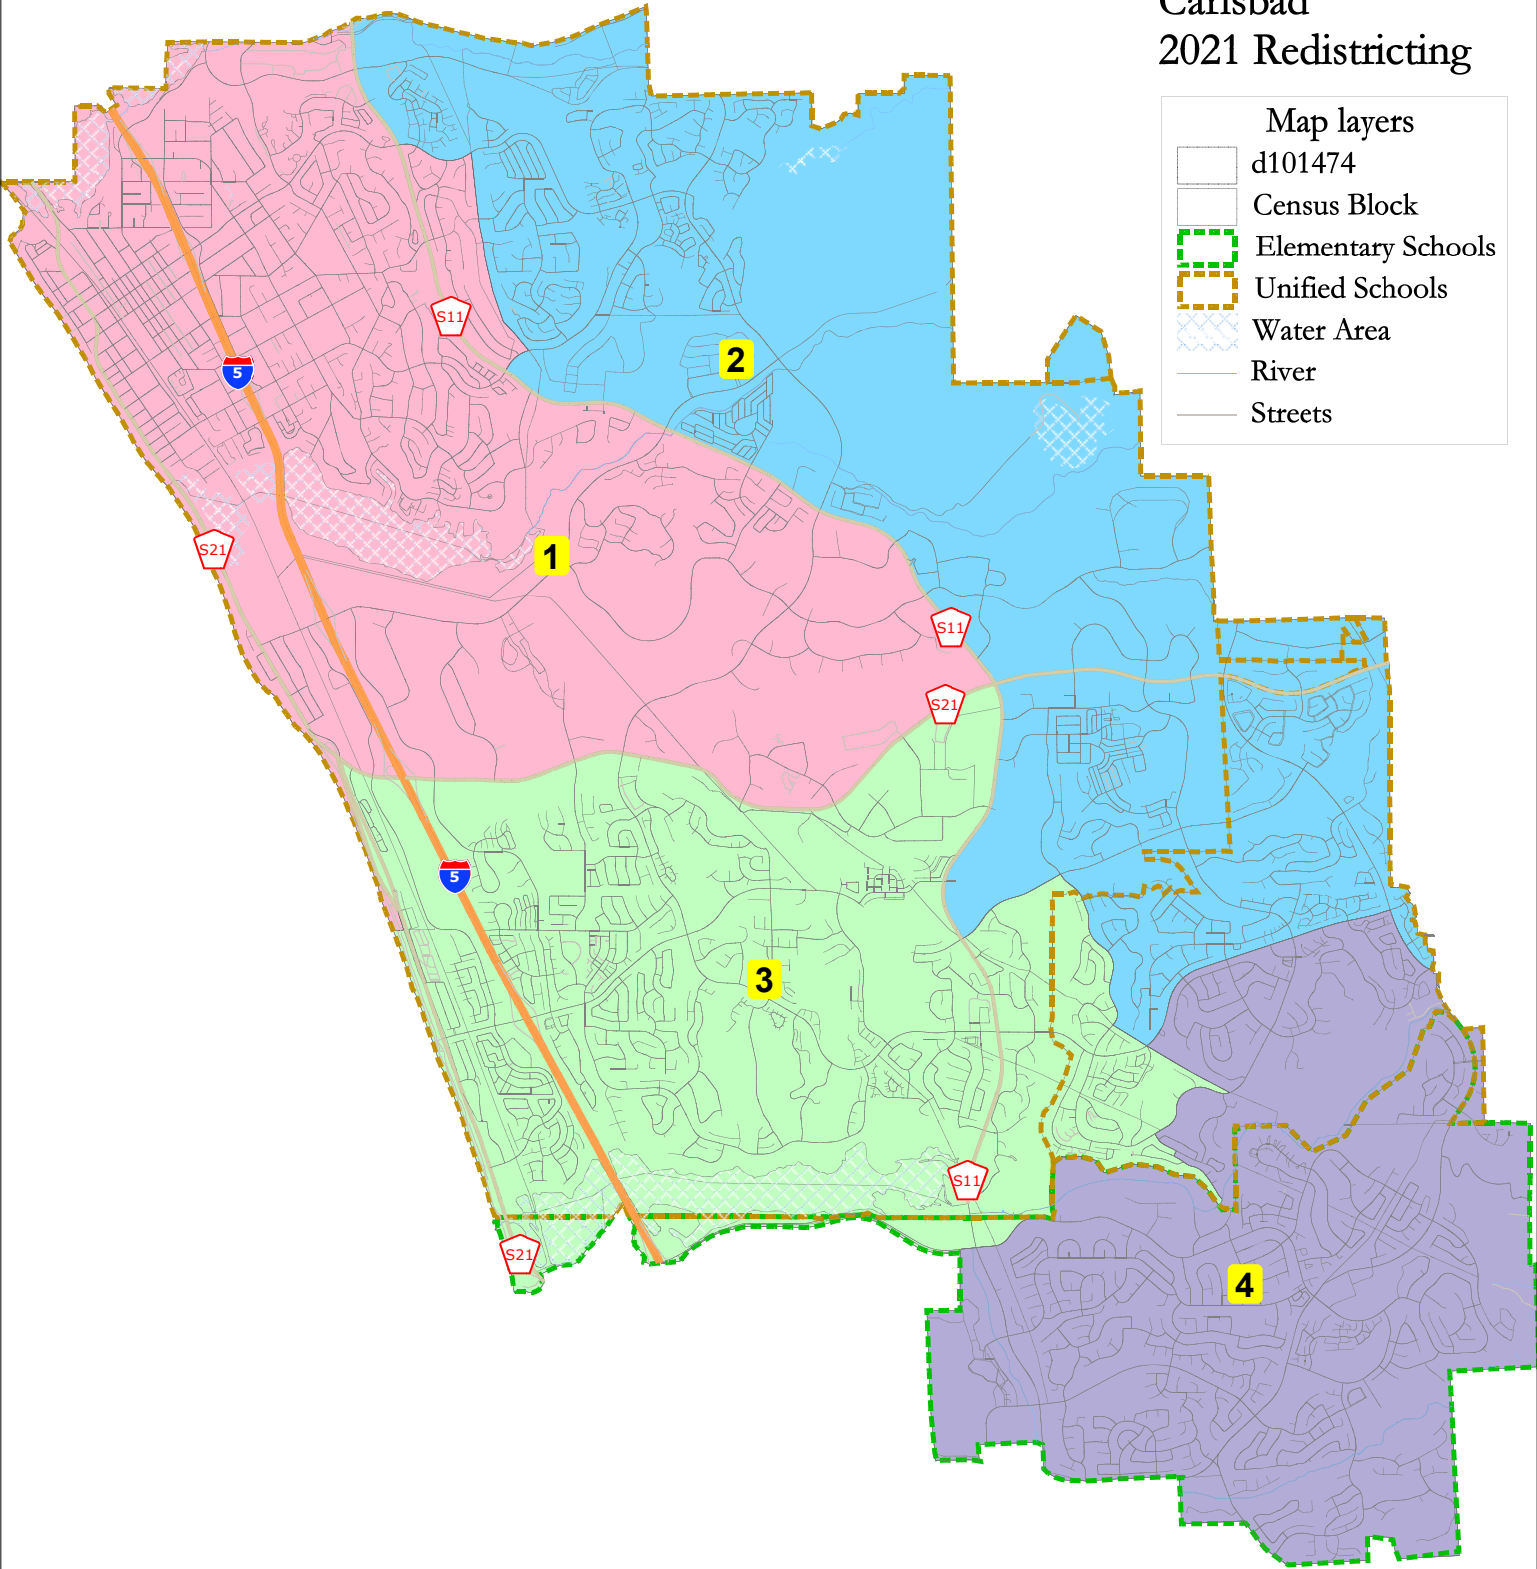 Carlsbad
2021 Redistricting
Map layers
d101474
Census Block
Elementary Schools
Unified Schools
Water Area
River
Streets
S11
5
2
S21
1
S11
S21
5
3
S11
S21
4